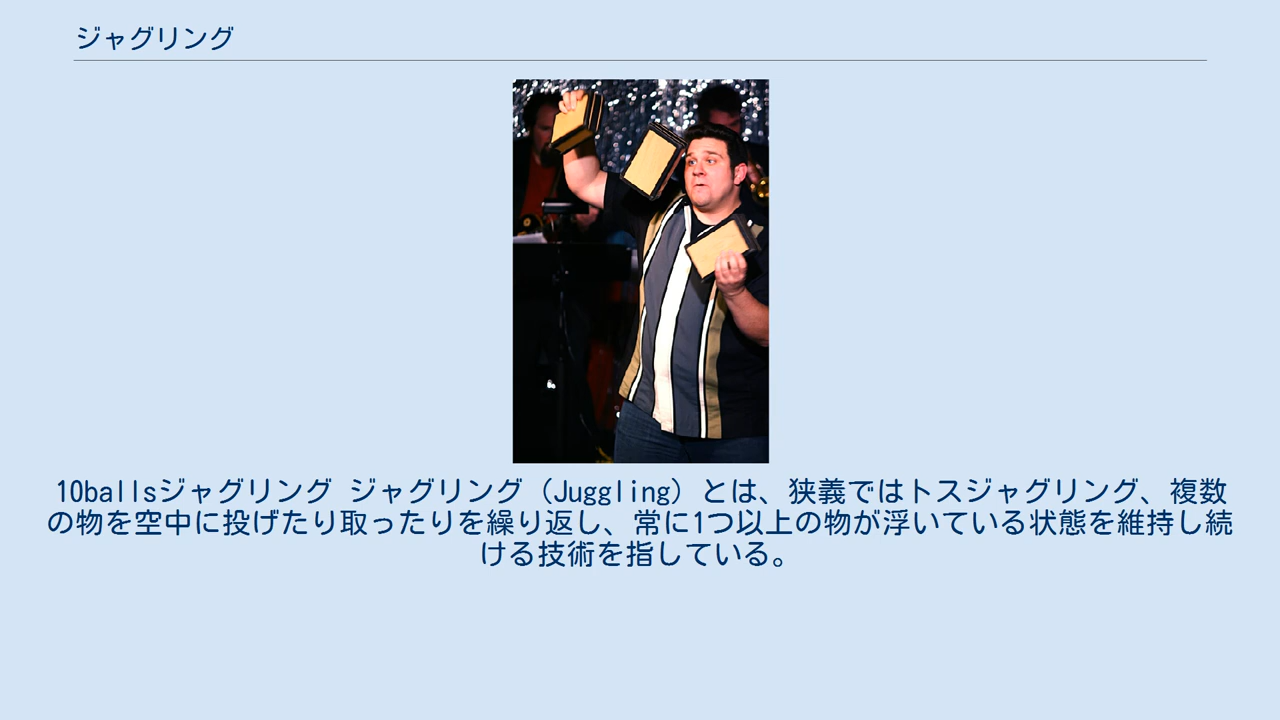 ジャグリング
10ballsジャグリング ジャグリング（Juggling）とは、狭義ではトスジャグリング、複数
の物を空中に投げたり取ったりを繰り返し、常に1つ以上の物が浮いている状態を維持し続
ける技術を指している。